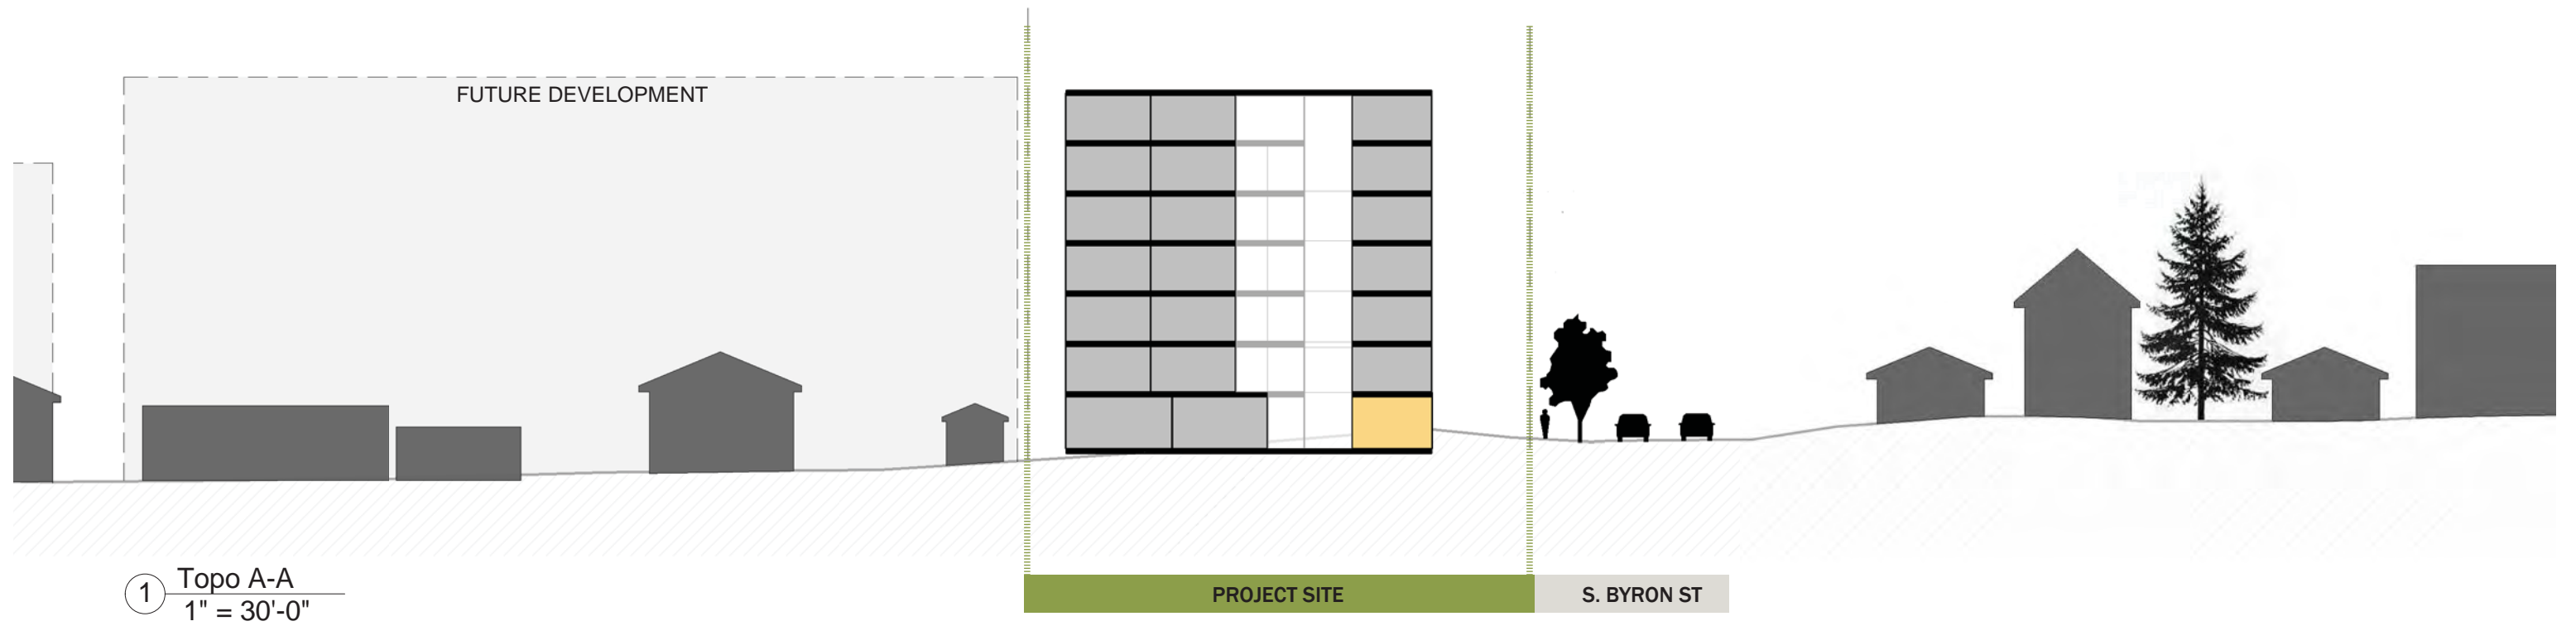 FUTURE DEVELOPMENT
1
Topo A-A
1" = 30'-0"
PROJECT SITE
S. BYRON ST